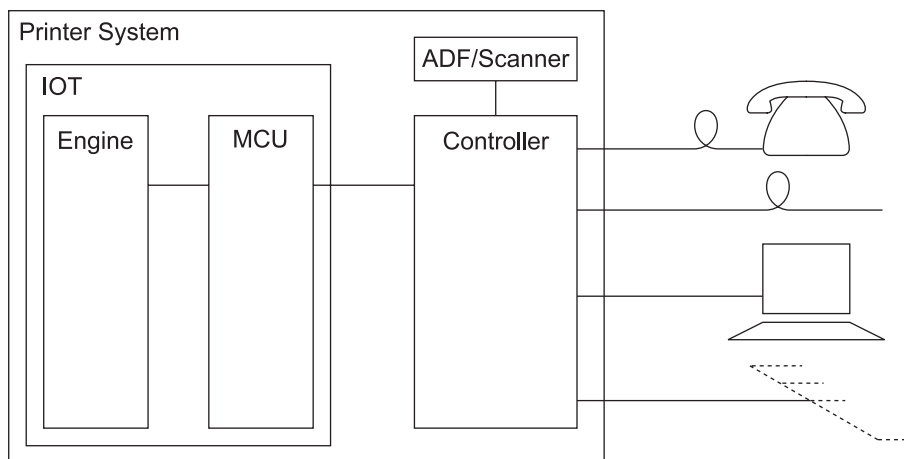 Printer System
ADF/Scanner
IOT
Engine
MCU
Controller